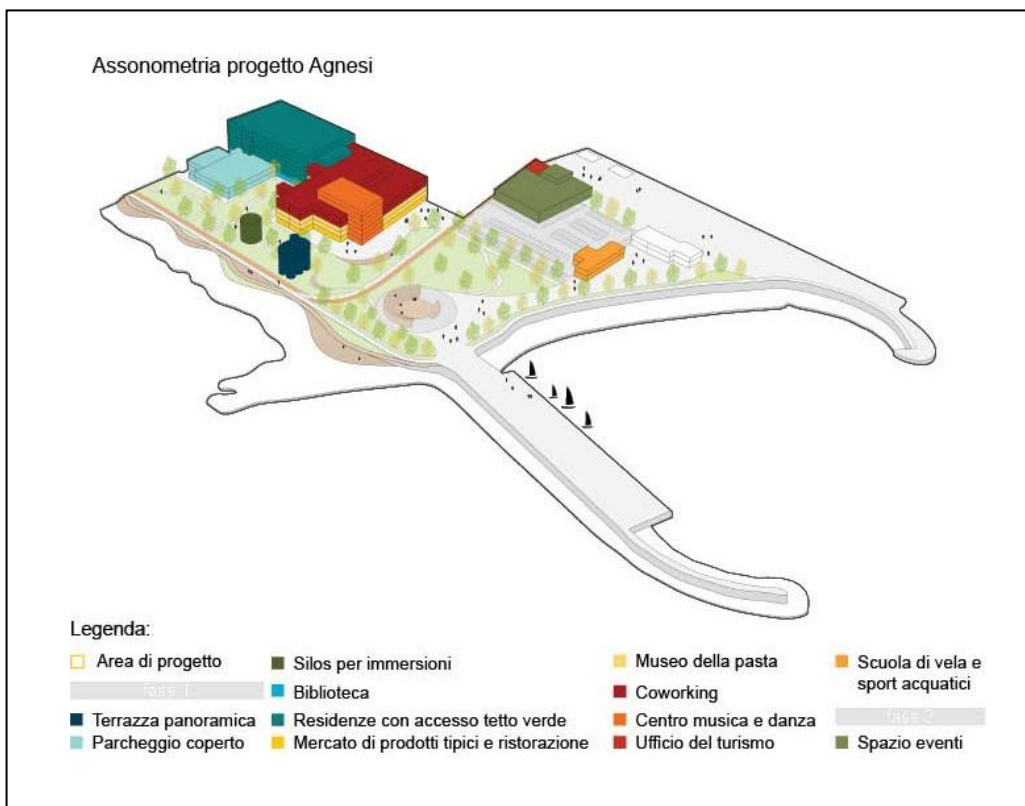 Assonometria progetto Agnesi
Legenda:
Area di progetto
fase 1
Terrazza panoramica
Parcheggio coperto
Silos per immersioni
Biblioteca
Residenze con accesso tetto verde
Mercato di prodotti tipici e ristorazione
Museo della pasta
Coworking
Centro musica e danza
Ufficio del turismo
Scuola di vela e
sport acquatici
fase 2
Spazio eventi